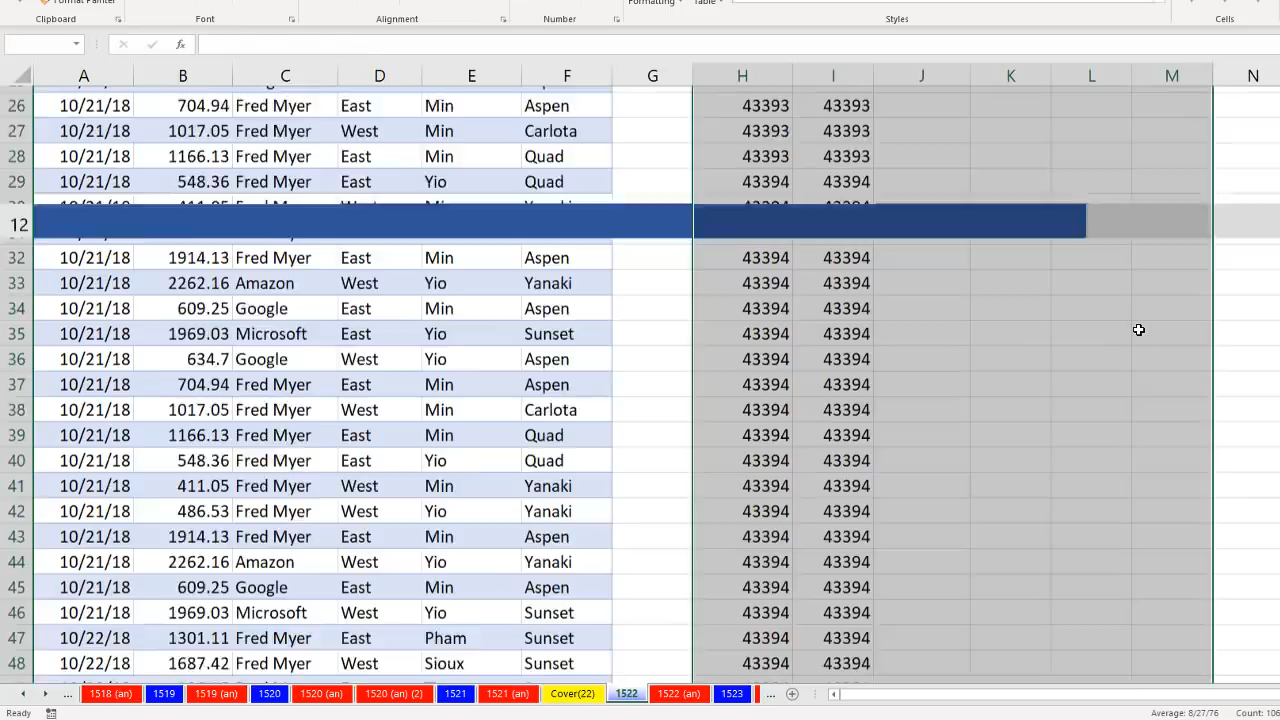 Format Painter
Formatting Table
Clipboard Font Alignment Number Styles Cells
fx
A B C D E F G H I J K L M N
26 10/21/18 704.94 Fred Myer East Min Aspen 43393 43393
27 10/21/18 1017.05 Fred Myer West Min Carlota 43393 43393
28 10/21/18 1166.13 Fred Myer East Min Quad 43393 43393
29 10/21/18 548.36 Fred Myer East Yio Quad 43394 43394
12
32 10/21/18 1914.13 Fred Myer East Min Aspen 43394 43394
33 10/21/18 2262.16 Amazon West Yio Yanaki 43394 43394
34 10/21/18 609.25 Google East Min Aspen 43394 43394
35 10/21/18 1969.03 Microsoft East Yio Sunset 43394 43394
36 10/21/18 634.7 Google West Yio Aspen 43394 43394
37 10/21/18 704.94 Fred Myer East Min Aspen 43394 43394
38 10/21/18 1017.05 Fred Myer West Min Carlota 43394 43394
39 10/21/18 1166.13 Fred Myer East Min Quad 43394 43394
40 10/21/18 548.36 Fred Myer East Yio Quad 43394 43394
41 10/21/18 411.05 Fred Myer West Min Yanaki 43394 43394
42 10/21/18 486.53 Fred Myer West Yio Yanaki 43394 43394
43 10/21/18 1914.13 Fred Myer East Min Aspen 43394 43394
44 10/21/18 2262.16 Amazon West Yio Yanaki 43394 43394
45 10/21/18 609.25 Google East Min Aspen 43394 43394
46 10/21/18 1969.03 Microsoft West Yio Sunset 43394 43394
47 10/22/18 1301.11 Fred Myer East Pham Sunset 43394 43394
48 10/22/18 1687.42 Fred Myer West Sioux Sunset 43394 43394
... 1518 (an) 1519 1519 (an) 1520 1520 (an) 1520 (an) (2) 1521 1521 (an) Cover(22) 1522 1522 (an) 1523 ...
Ready Average: 8/27/76 Count: 106